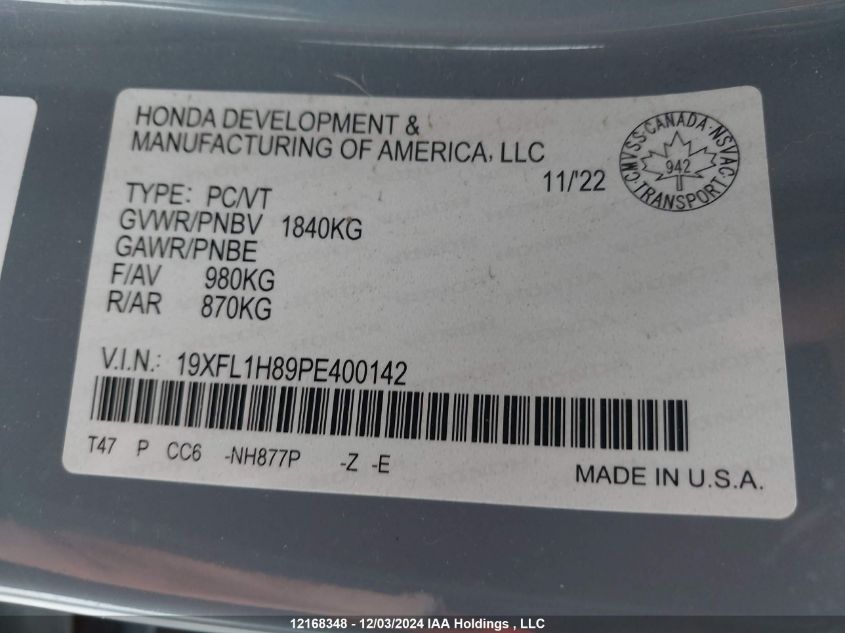 HONDA DEVELOPMENT &
MANUFACTURING OF AMERICA, LLC
11/'22
CMVSS·CANADA·NSVAC
942
TRANSPORT
TYPE: PC/VT
GVWR/PNBV 1840KG
GAWR/PNBE
F/AV 980KG
R/AR 870KG
V.I.N.: 19XFL1H89PE400142
T47 P CC6 -NH877P -Z -E
MADE IN U.S.A.
12168348 - 12/03/2024 IAA Holdings , LLC